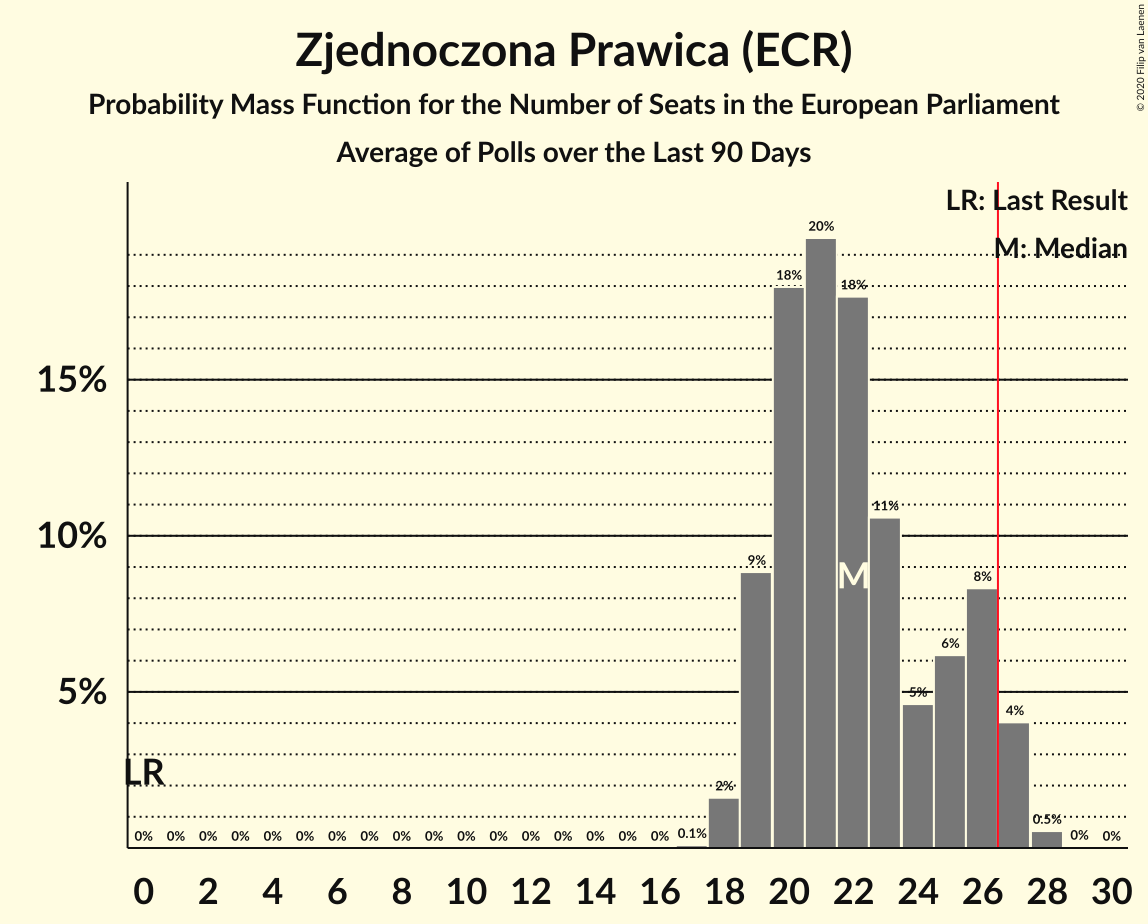 Zjednoczona Prawica (ECR)
Probability Mass Function for the Number of Seats in the European Parliament
Average of Polls over the Last 90 Days
© 2020 Filip van Laenen
LR: Last Result
M: Median
20%
18%
18%
15%
11%
10%
9%
M
8%
6%
5%
5%
4%
LR
2%
0% 0% 0% 0% 0% 0% 0% 0% 0% 0% 0% 0% 0% 0% 0% 0% 0% 0.1% 0.5% 0% 0%
0 2 4 6 8 10 12 14 16 18 20 22 24 26 28 30